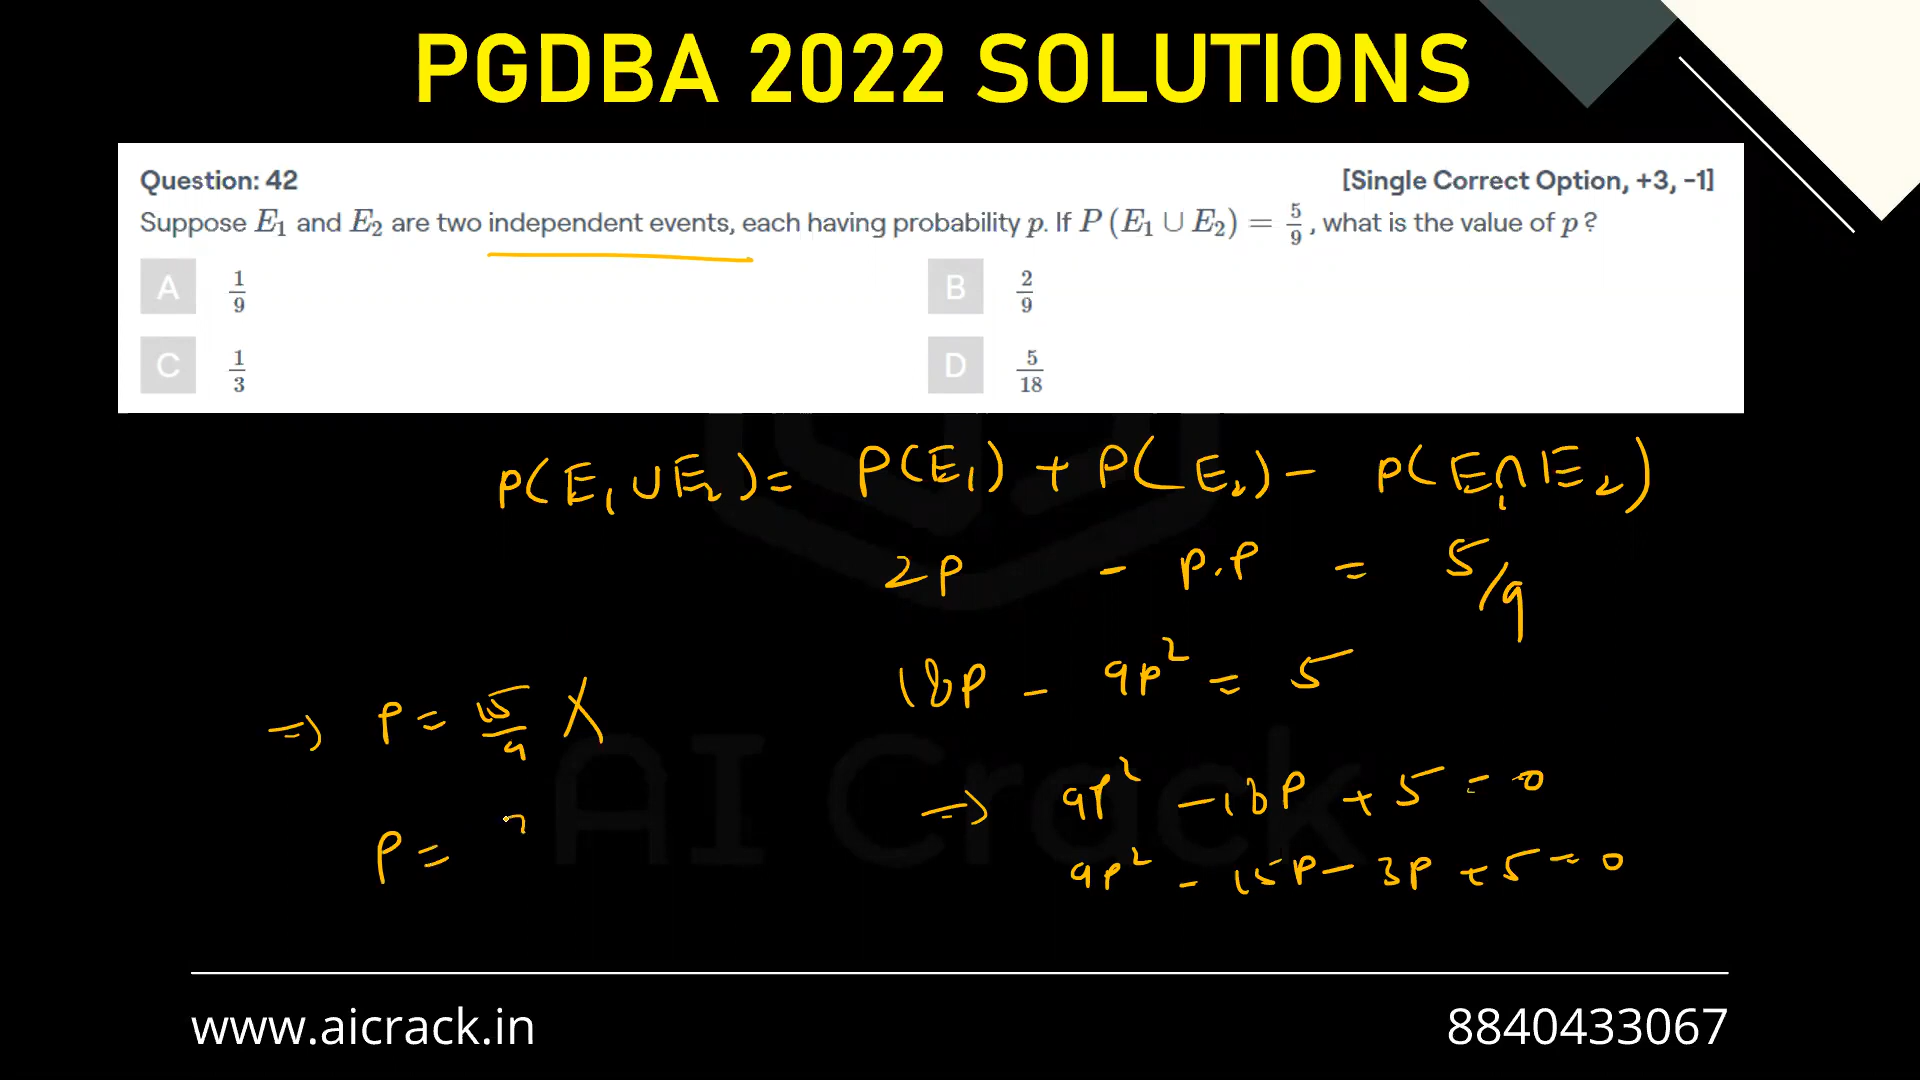 PGDBA 2022 SOLUTIONS
Question: 42 [Single Correct Option, +3, -1]
Suppose E₁ and E₂ are two independent events, each having probability p. If P (E₁ ∪ E₂) = 5/9, what is the value of p ?
A 1/9 B 2/9
C 1/3 D 5/18
P(E₁ ∪ E₂) = P(E₁) + P(E₂) - P(E₁ ∩ E₂)
2P - P.P = 5/9
18P - 9P² = 5
⇒ P = 15/9 X
⇒ 9P² - 18P + 5 = 0
P =
9P² - 15P - 3P + 5 = 0
AI Crack
www.aicrack.in 8840433067